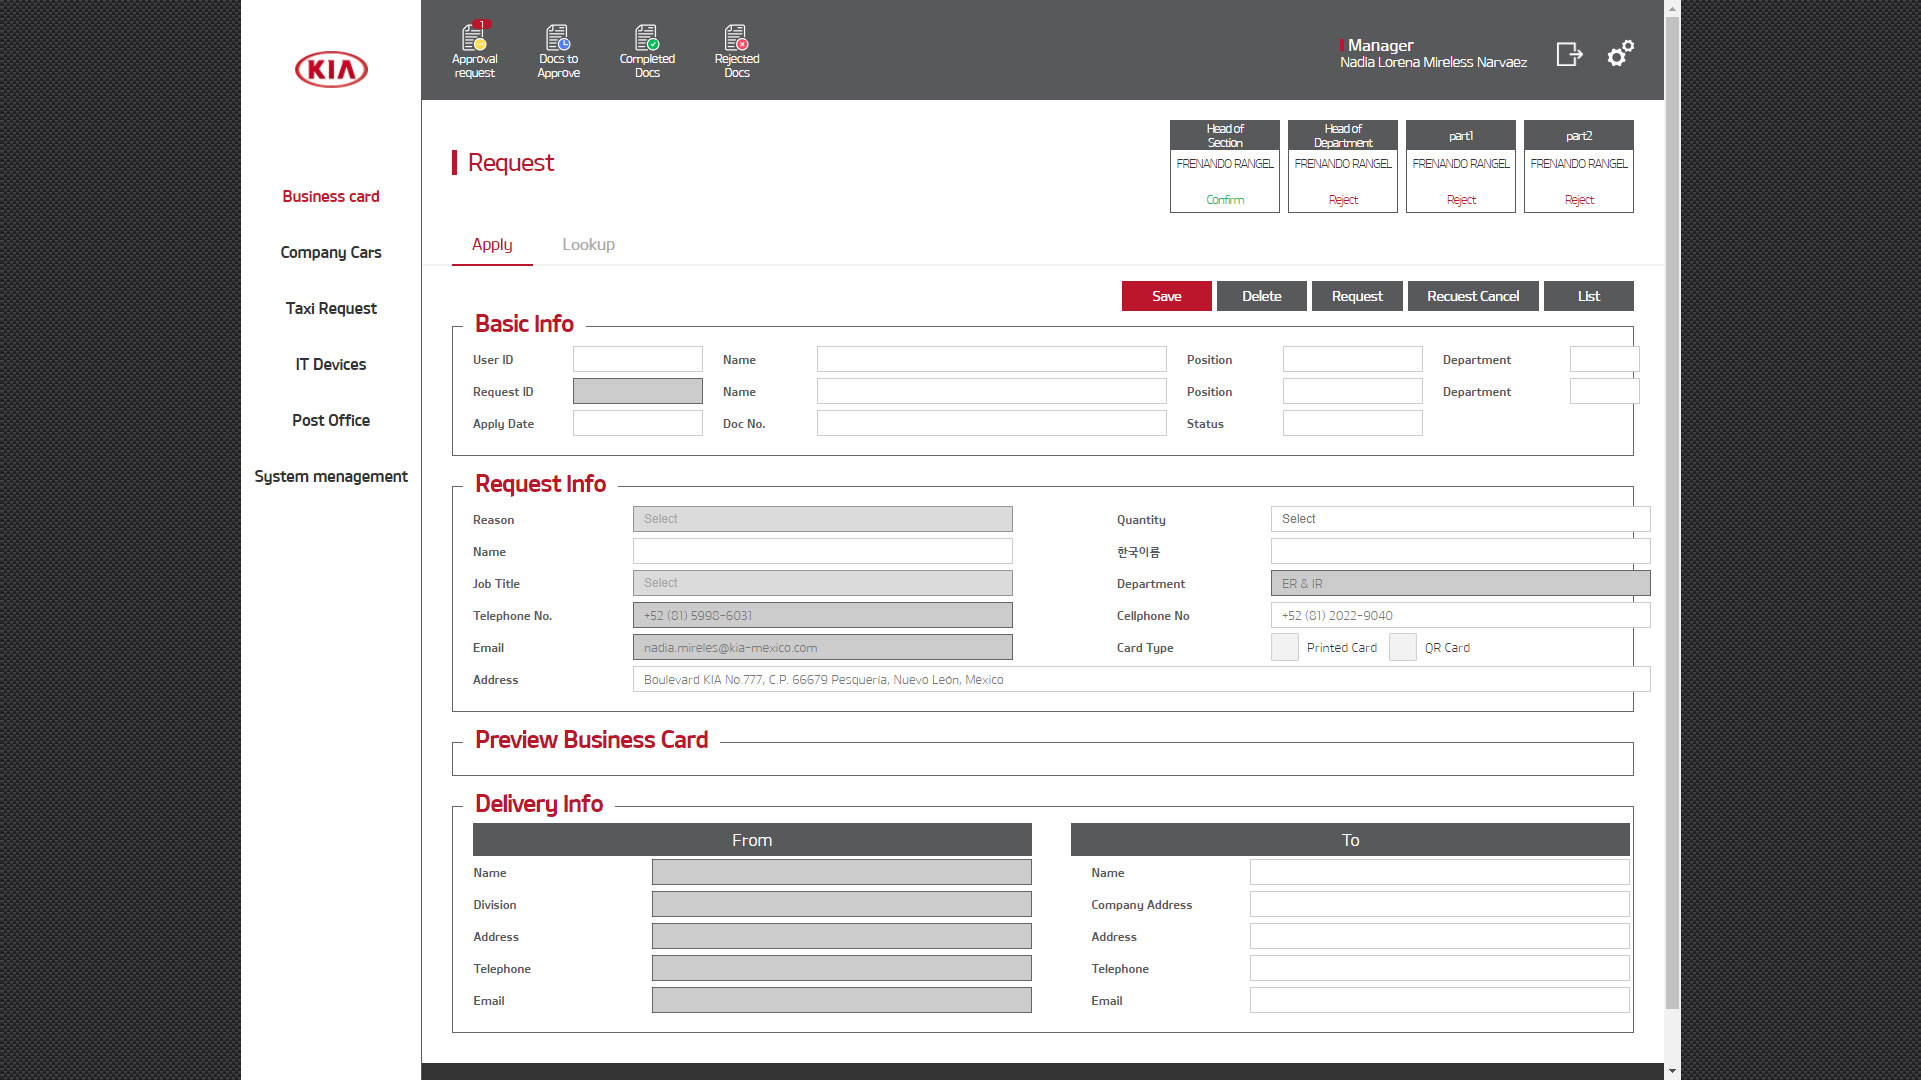 KIA
1
Approval
request
Docs to
Approve
Completed
Docs
Rejected
Docs
Manager
Nadia Lorena Mireless Narvaez
Business card
Company Cars
Taxi Request
IT Devices
Post Office
System menagement
Request
Head of
Section
FRENANDO RANGEL
Confirm
Head of
Department
FRENANDO RANGEL
Reject
part1
FRENANDO RANGEL
Reject
part2
FRENANDO RANGEL
Reject
Apply Lookup
Save Delete Request Recuest Cancel LIst
Basic Info
User ID Name Position Department
Request ID Name Position Department
Apply Date Doc No. Status
Request Info
Reason Select Quantity Select
Name 한국이름
Job Title Select Department ER & IR
Telephone No. +52 (81) 5998-6031 Cellphone No +52 (81) 2022-9040
Email nadia.mireles@kia-mexico.com Card Type Printed Card QR Card
Address Boulevard KIA No.777, C.P. 66679 Pesquería, Nuevo León, Mexico
Preview Business Card
Delivery Info
From To
Name Name
Division Company Address
Address Address
Telephone Telephone
Email Email